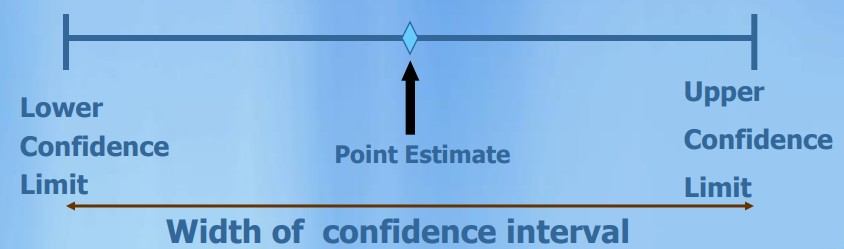 Lower
Confidence
Limit
Point Estimate
Upper
Confidence
Limit
Width of  confidence interval